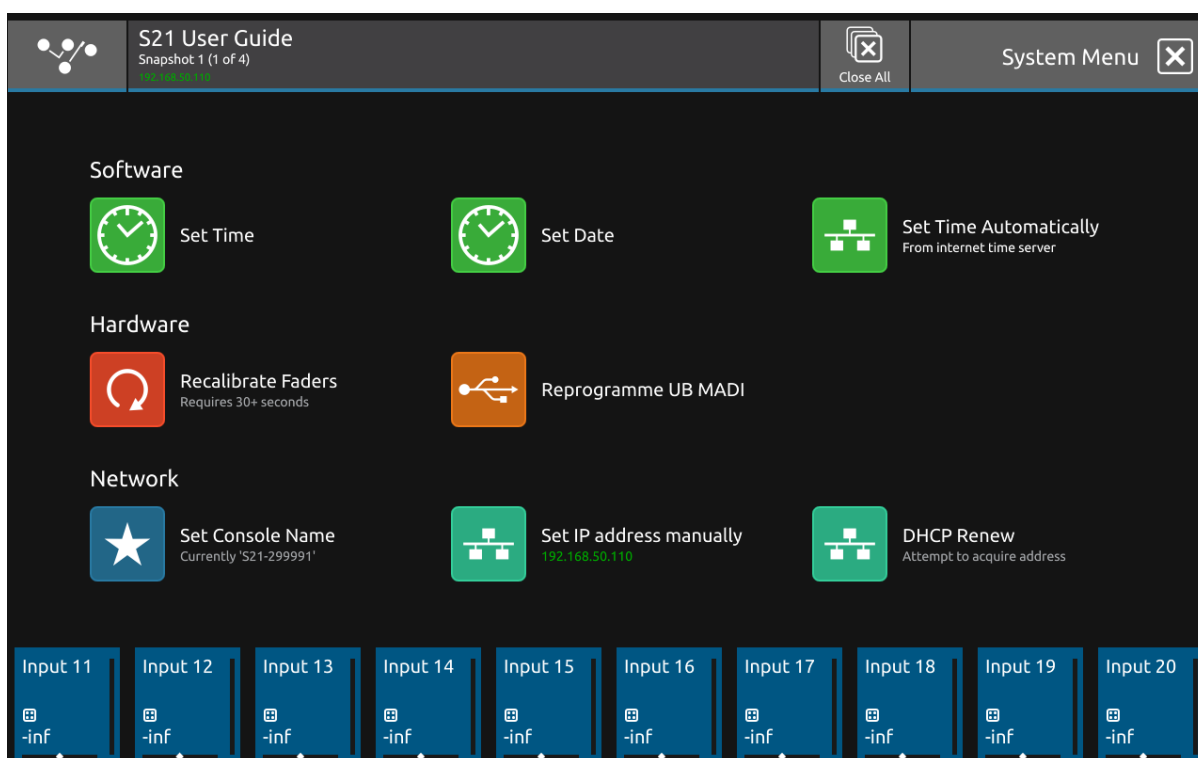 S21 User Guide
Snapshot 1 (1 of 4)
192.168.50.110
Close All
System Menu
Software
Set Time
Set Date
Set Time Automatically
From internet time server
Hardware
Recalibrate Faders
Requires 30+ seconds
Reprogramme UB MADI
Network
Set Console Name
Currently 'S21-299991'
Set IP address manually
192.168.50.110
DHCP Renew
Attempt to acquire address
Input 11
Input 12
Input 13
Input 14
Input 15
Input 16
Input 17
Input 18
Input 19
Input 20
-inf
-inf
-inf
-inf
-inf
-inf
-inf
-inf
-inf
-inf